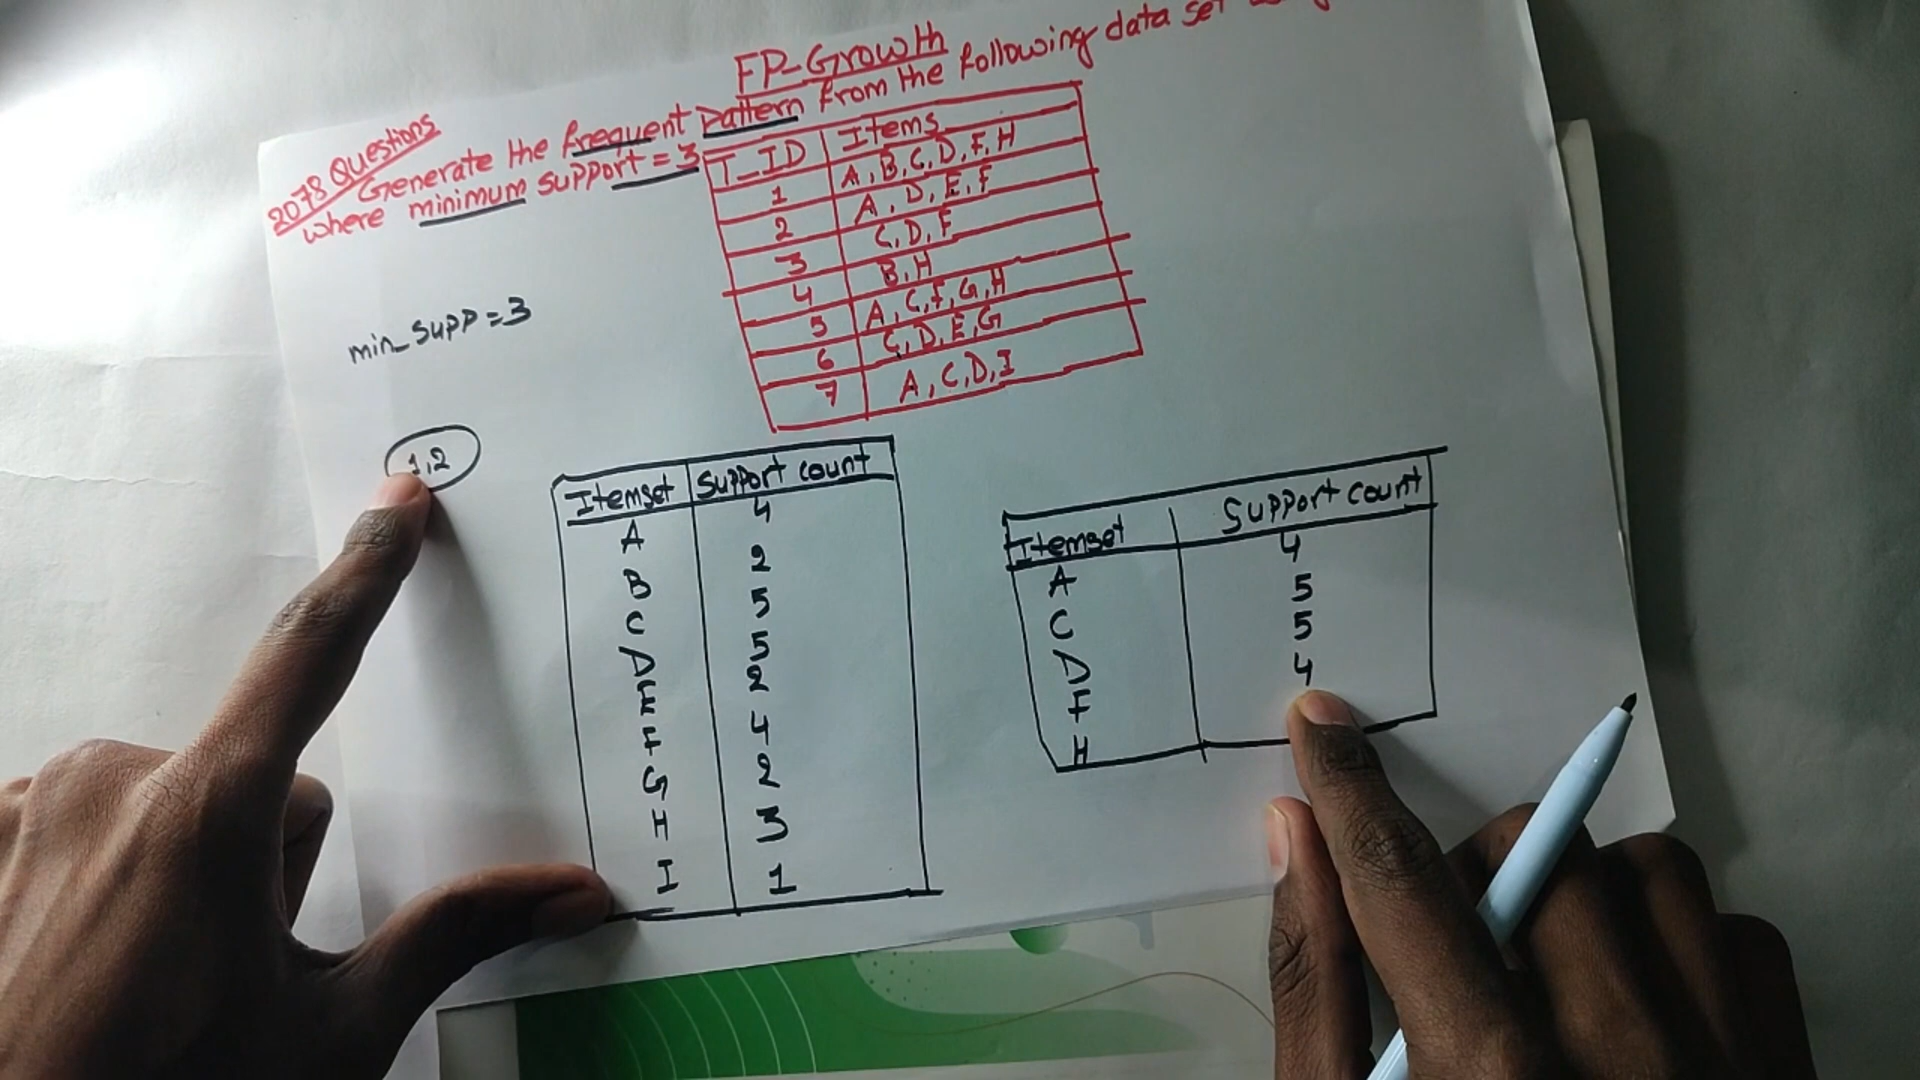 FP-Growth
2078 Questions
Generate the frequent pattern from the following data set
where minimum support = 3
T_ID Items
1 A, B, C, D, F, H
2 A, D, E, F
3 C, D, F
4 B, H
5 A, C, F, G, H
6 C, D, E, G
7 A, C, D, I
min_supp = 3
1,2
Itemset Support count
A 4
B 2
C 5
D 5
E 2
F 4
G 2
H 3
I 1
Itemset Support count
A 4
C 5
D 5
F 4
H